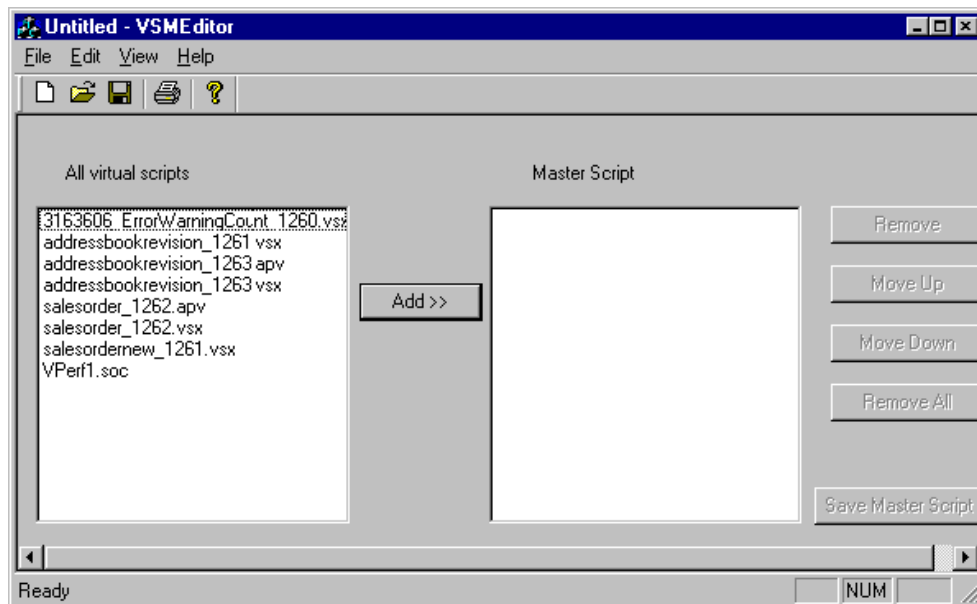 Untitled - VSMEditor
File Edit View Help
All virtual scripts
Master Script
3163606_ErrorWarningCount_1260.vsx
addressbookrevision_1261.vsx
addressbookrevision_1263.apv
addressbookrevision_1263.vsx
salesorder_1262.apv
salesorder_1262.vsx
salesordernew_1261.vsx
VPerf1.soc
Add >>
Remove
Move Up
Move Down
Remove All
Save Master Script
Ready
NUM